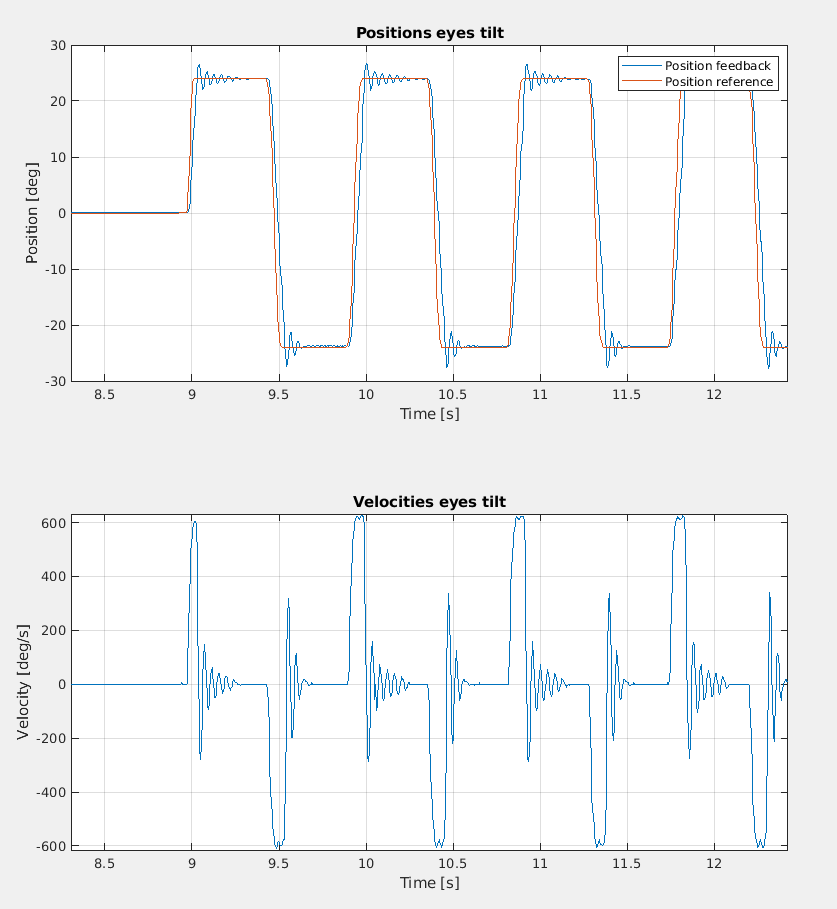 Positions eyes tilt
30
20
10
0
-10
-20
-30
Position [deg]
Position feedback
Position reference
8.5 9 9.5 10 10.5 11 11.5 12
Time [s]
Velocities eyes tilt
600
400
200
0
-200
-400
-600
Velocity [deg/s]
8.5 9 9.5 10 10.5 11 11.5 12
Time [s]